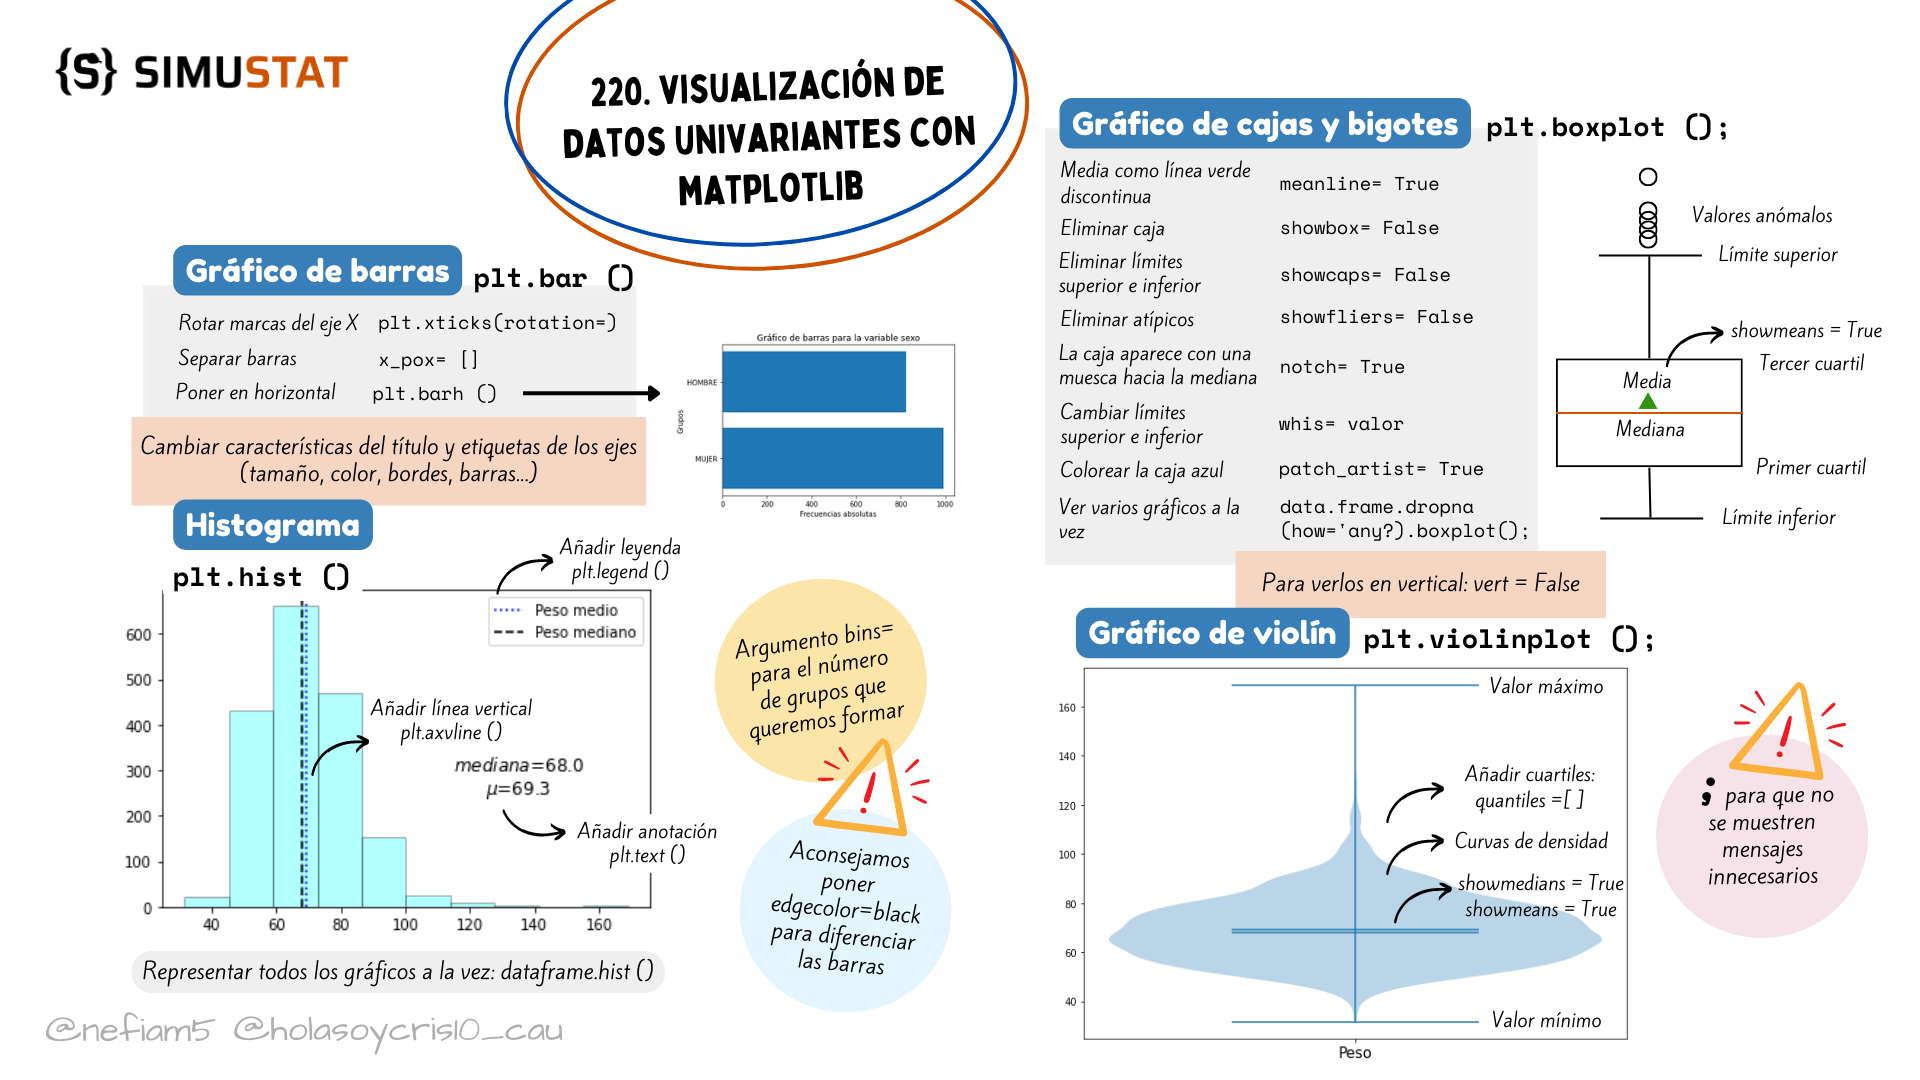 {S} SIMUSTAT
220. VISUALIZACIÓN DE
DATOS UNIVARIANTES CON
MATPLOTLIB
Gráfico de barras
plt.bar ()
Rotar marcas del eje X
plt.xticks(rotation=)
Separar barras
x_pox= []
Poner en horizontal
plt.barh ()
Cambiar características del título y etiquetas de los ejes
(tamaño, color, bordes, barras...)
Gráfico de barras para la variable sexo
HOMBRE
MUJER
Grupos
0 200 400 600 800 1000
Frecuencias absolutas
Histograma
plt.hist ()
Añadir leyenda
plt.legend ()
Peso medio
Peso mediano
Añadir línea vertical
plt.axvline ()
mediana=68.0
μ=69.3
Añadir anotación
plt.text ()
600
500
400
300
200
100
0
40 60 80 100 120 140 160
Representar todos los gráficos a la vez: dataframe.hist ()
Argumento bins=
para el número
de grupos que
queremos formar
Aconsejamos
poner
edgecolor=black
para diferenciar
las barras
Gráfico de cajas y bigotes
plt.boxplot ();
Media como línea verde
discontinua
meanline= True
Eliminar caja
showbox= False
Eliminar límites
superior e inferior
showcaps= False
Eliminar atípicos
showfliers= False
La caja aparece con una
muesca hacia la mediana
notch= True
Cambiar límites
superior e inferior
whis= valor
Colorear la caja azul
patch_artist= True
Ver varios gráficos a la
vez
data.frame.dropna
(how='any?).boxplot();
Para verlos en vertical: vert = False
Valores anómalos
Límite superior
showmeans = True
Tercer cuartil
Media
Mediana
Primer cuartil
Límite inferior
Gráfico de violín
plt.violinplot ();
Valor máximo
160
140
120
100
80
60
40
Añadir cuartiles:
quantiles =[ ]
Curvas de densidad
showmedians = True
showmeans = True
Valor mínimo
Peso
; para que no
se muestren
mensajes
innecesarios
@nefiam5 @holasoycris10_cau